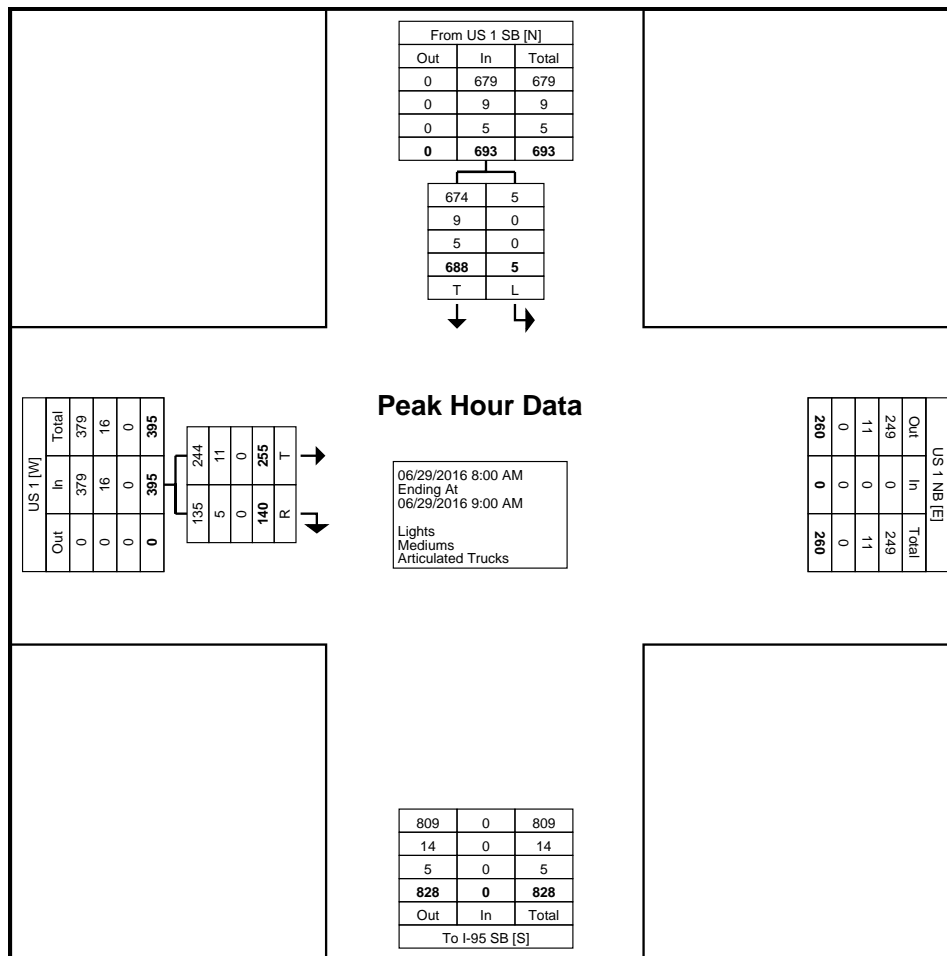 From US 1 SB [N]
Out In Total
0 679 679
0 9 9
0 5 5
0 693 693
674 5
9 0
5 0
688 5
T L
Peak Hour Data
06/29/2016 8:00 AM
Ending At
06/29/2016 9:00 AM
Lights
Mediums
Articulated Trucks
US 1 [W]
Out In Total
0 379 379
0 16 16
0 0 0
0 395 395
135 244
5 11
0 0
140 255
R T
US 1 NB [E]
Out In Total
249 0 249
11 0 11
0 0 0
260 0 260
809 0 809
14 0 14
5 0 5
828 0 828
Out In Total
To I-95 SB [S]